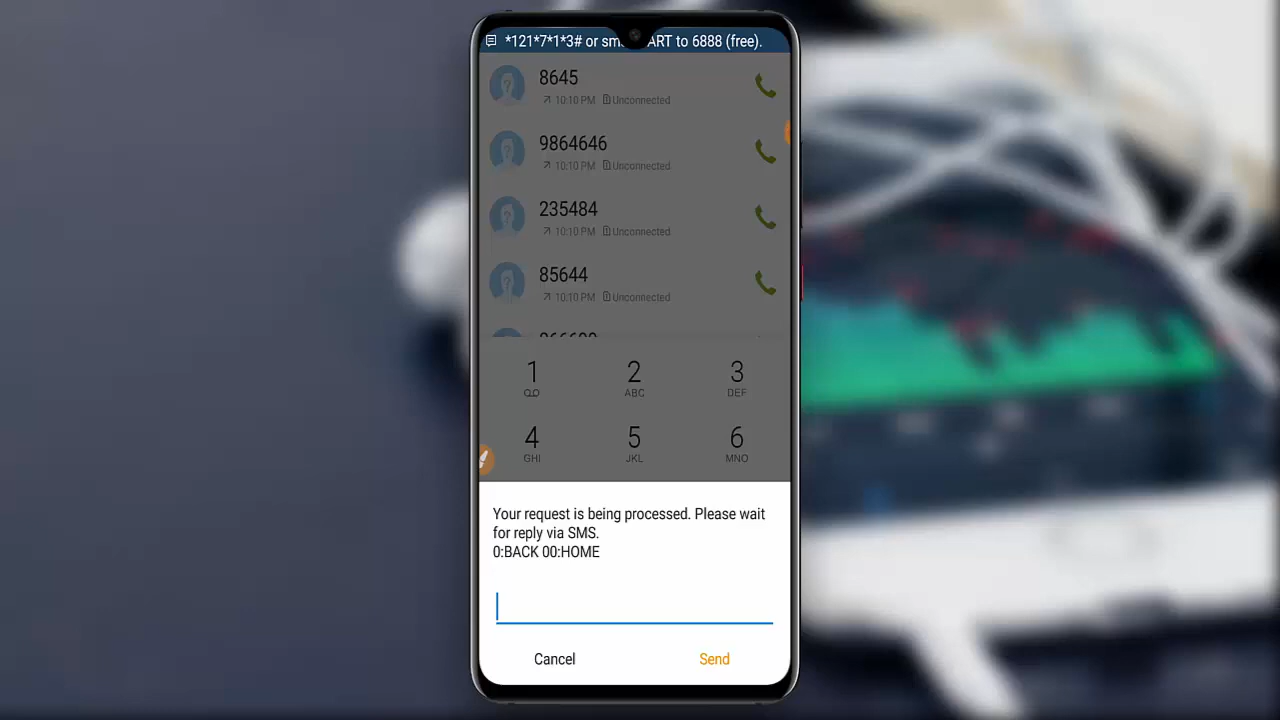 *121*7*1*3# or sm ART to 6888 (free).
8645
10:10 PM Unconnected
9864646
10:10 PM Unconnected
235484
10:10 PM Unconnected
85644
10:10 PM Unconnected
1 2 3
ABC DEF
4 5 6
GHI JKL MNO
Your request is being processed. Please wait
for reply via SMS.
0:BACK 00:HOME
Cancel Send